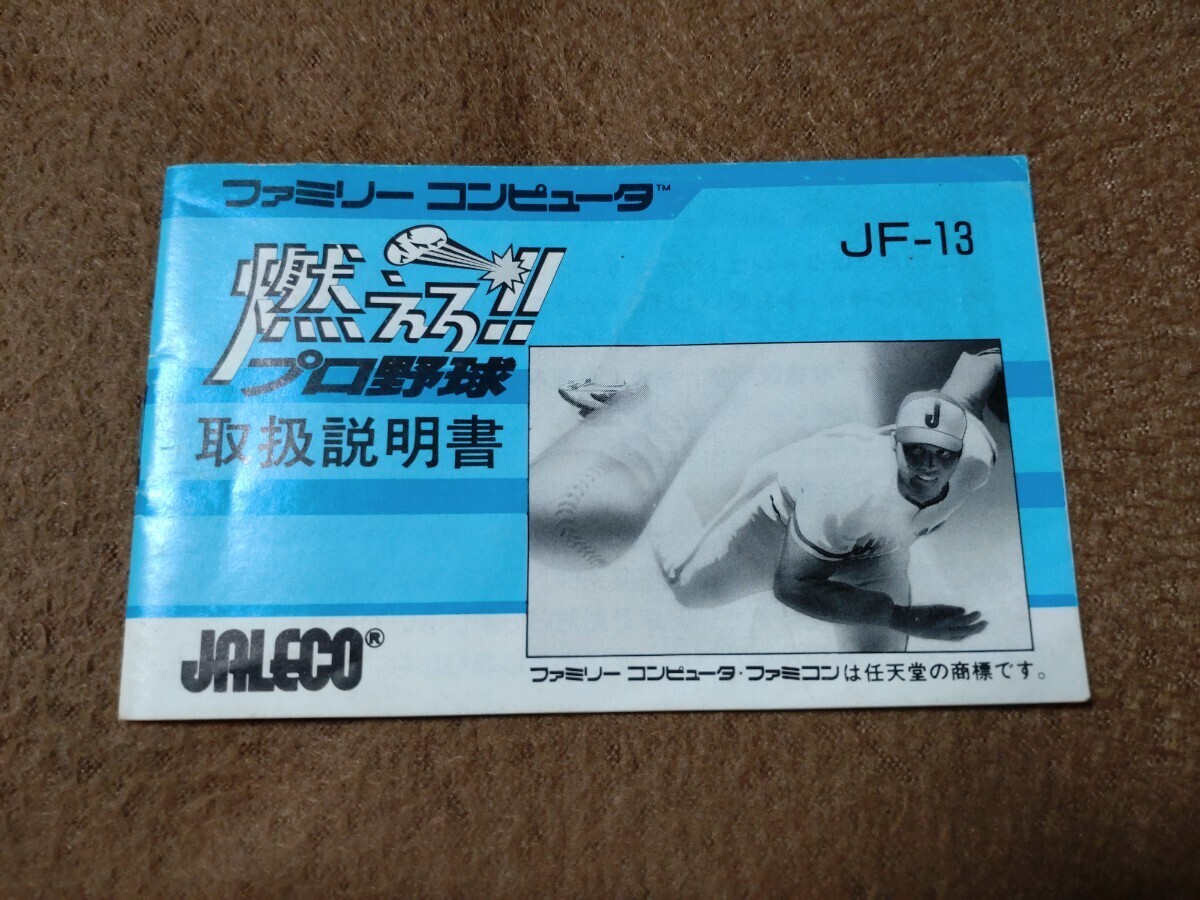 ファミリー コンピュータ™
JF-13
燃えろ!!
プロ野球
取扱説明書
J
JALECO®
ファミリー コンピュータ・ファミコンは任天堂の商標です。